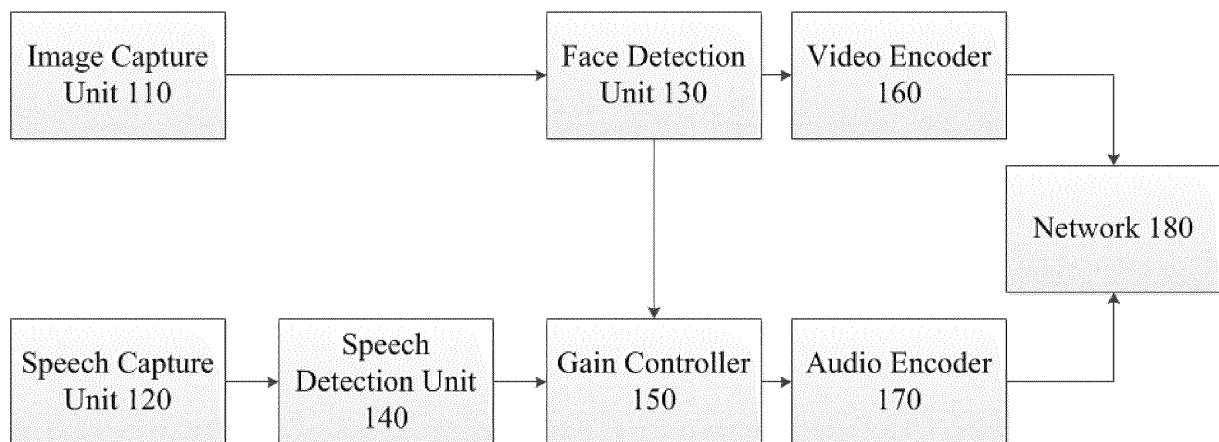 Image Capture
Unit 110
Face Detection
Unit 130
Video Encoder
160
Network 180
Speech Capture
Unit 120
Speech
Detection Unit
140
Gain Controller
150
Audio Encoder
170